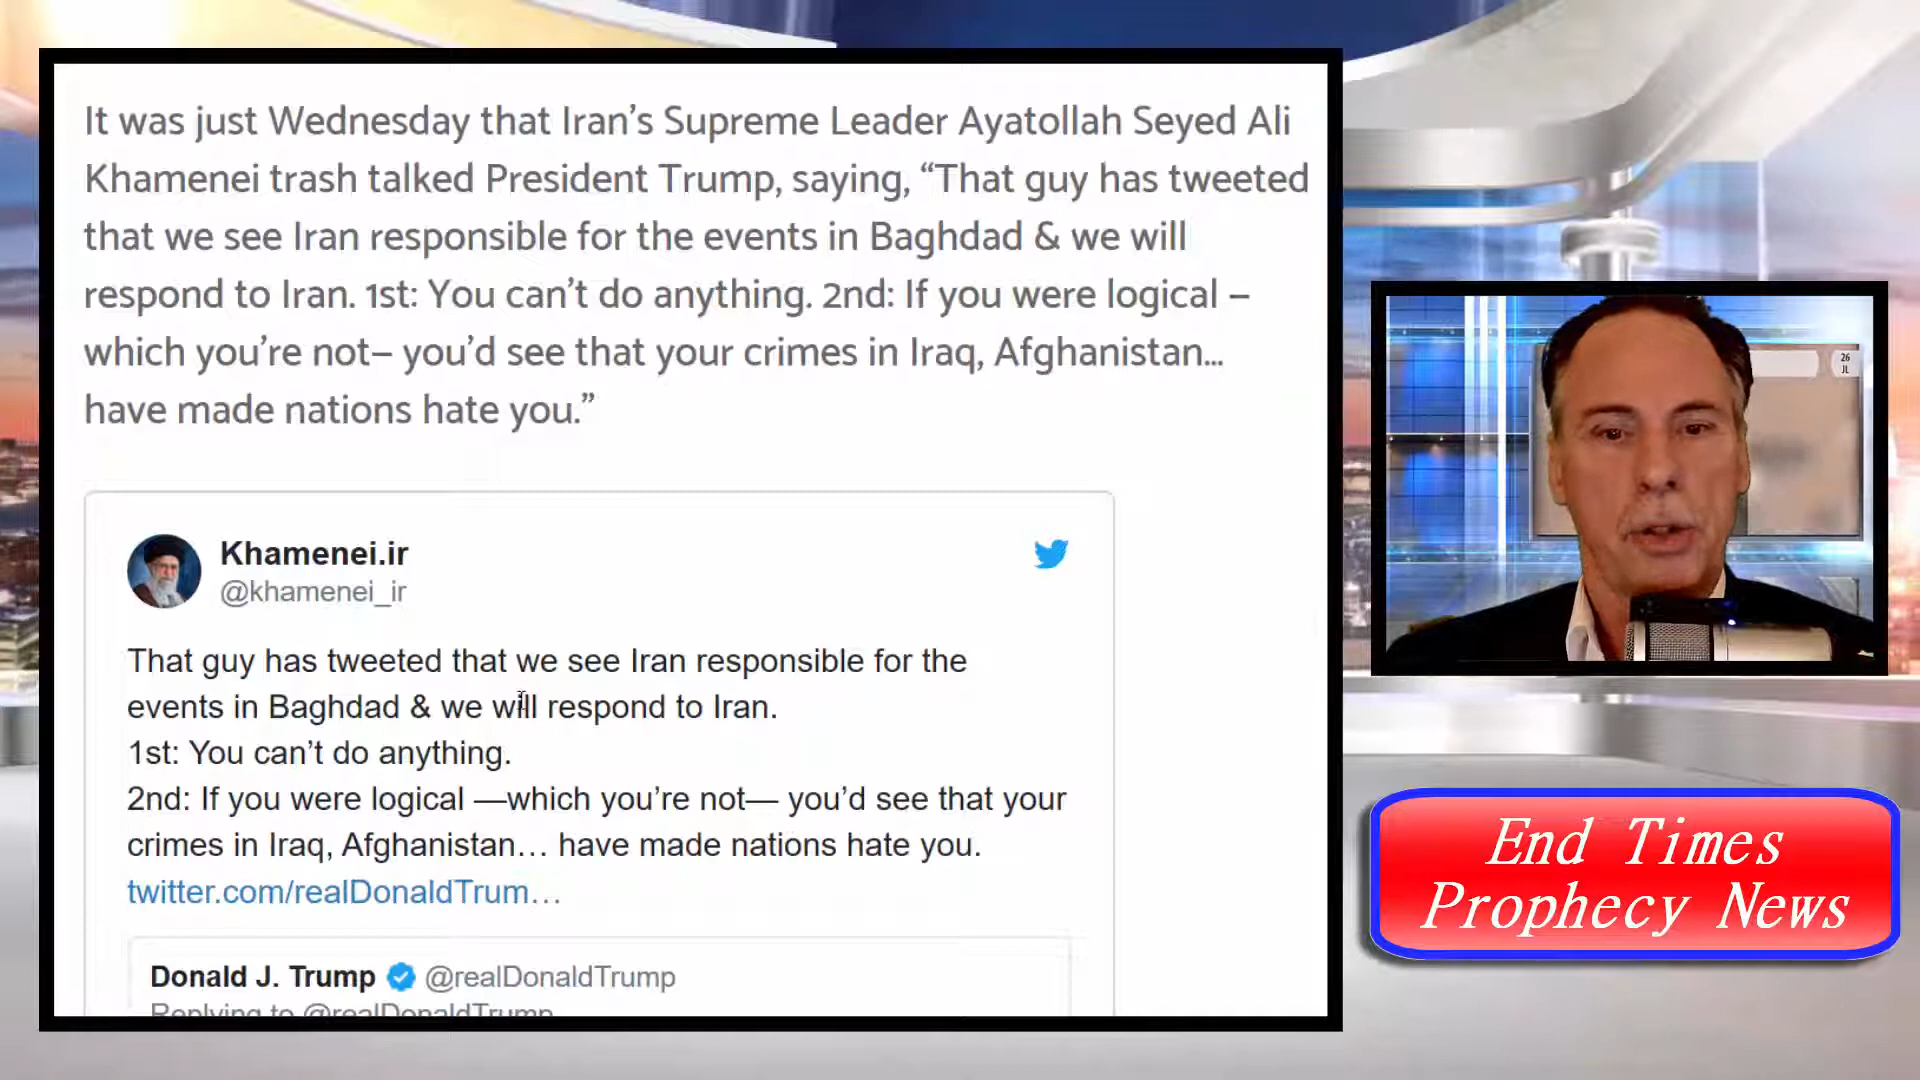 It was just Wednesday that Iran’s Supreme Leader Ayatollah Seyed Ali
Khamenei trash talked President Trump, saying, “That guy has tweeted
that we see Iran responsible for the events in Baghdad & we will
respond to Iran. 1st: You can’t do anything. 2nd: If you were logical –
which you’re not– you’d see that your crimes in Iraq, Afghanistan…
have made nations hate you.”
Khamenei.ir
@khamenei_ir
That guy has tweeted that we see Iran responsible for the
events in Baghdad & we will respond to Iran.
1st: You can’t do anything.
2nd: If you were logical —which you’re not— you’d see that your
crimes in Iraq, Afghanistan… have made nations hate you.
twitter.com/realDonaldTrum…
Donald J. Trump @realDonaldTrump
Replying to @realDonaldTrump
26
JL
End Times
Prophecy News